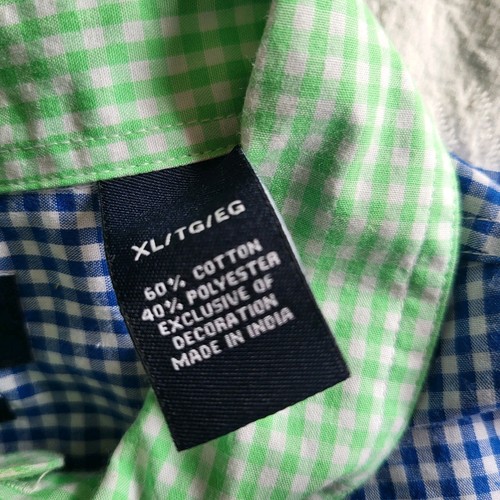 XL/TG/EG
60% COTTON
40% POLYESTER
EXCLUSIVE OF
DECORATION
MADE IN INDIA